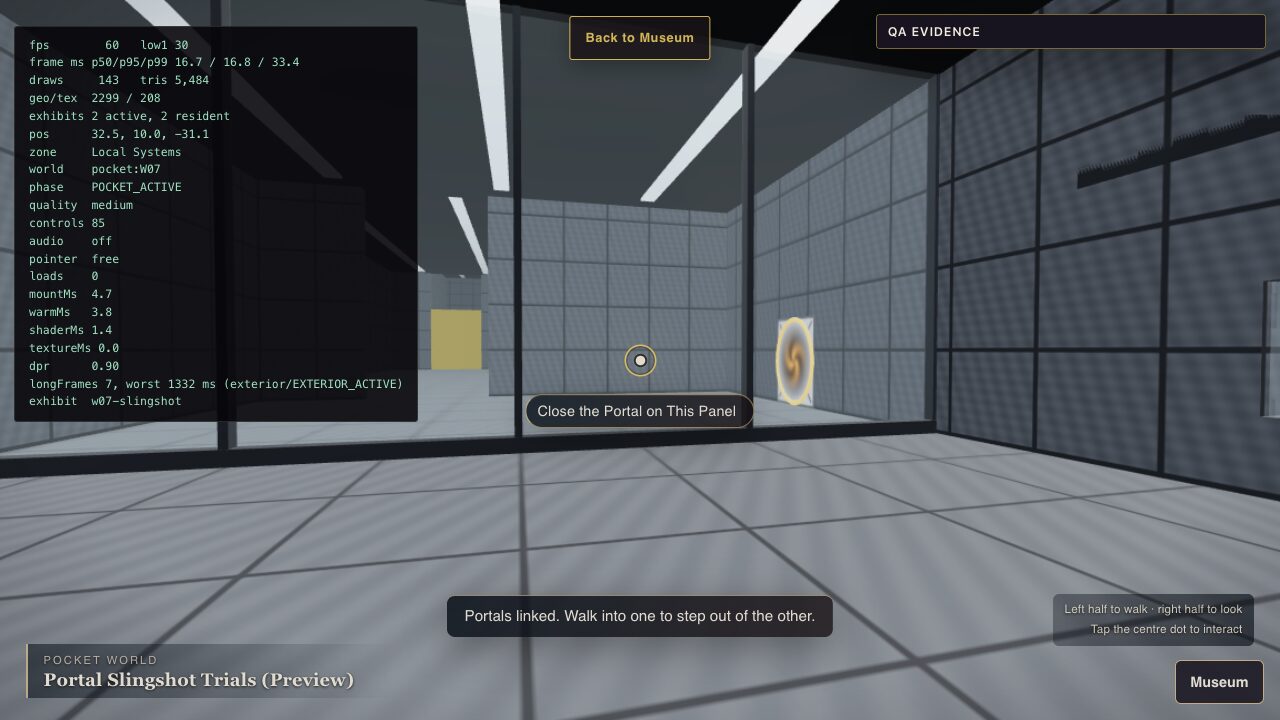 fps 60 low1 30
frame ms p50/p95/p99 16.7 / 16.8 / 33.4
draws 143 tris 5,484
geo/tex 2299 / 208
exhibits 2 active, 2 resident
pos 32.5, 10.0, −31.1
zone Local Systems
world pocket:W07
phase POCKET_ACTIVE
quality medium
controls 85
audio off
pointer free
loads 0
mountMs 4.7
warmMs 3.8
shaderMs 1.4
textureMs 0.0
dpr 0.90
longFrames 7, worst 1332 ms (exterior/EXTERIOR_ACTIVE)
exhibit w07-slingshot
Back to Museum
QA EVIDENCE
Close the Portal on This Panel
Portals linked. Walk into one to step out of the other.
Left half to walk · right half to look
Tap the centre dot to interact
POCKET WORLD
Portal Slingshot Trials (Preview)
Museum